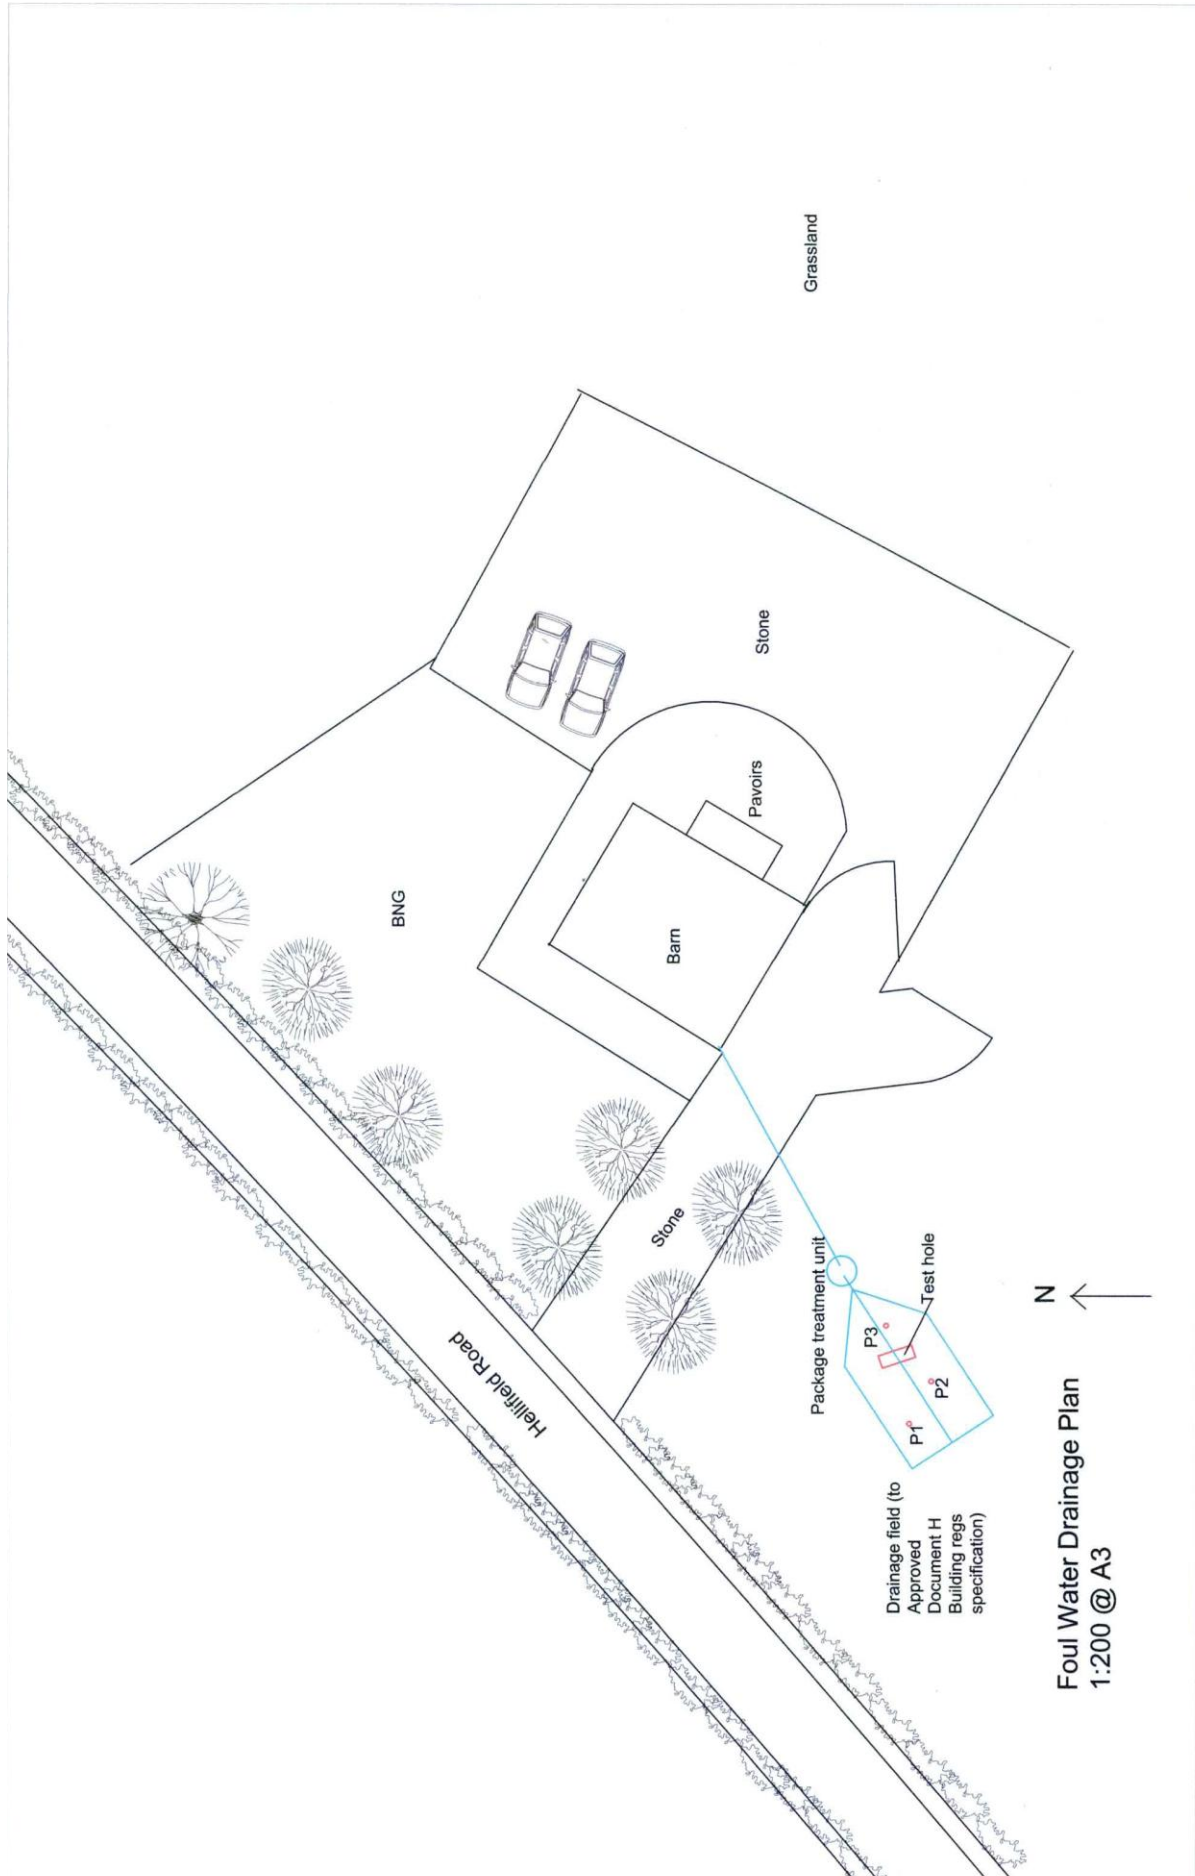 Grassland
Stone
Pavoirs
BNG
Barn
Stone
Hellifield Road
Package treatment unit
Test hole
P3
P2
P1
Drainage field (to
Approved
Document H
Building regs
specification)
N
Foul Water Drainage Plan
1:200 @ A3